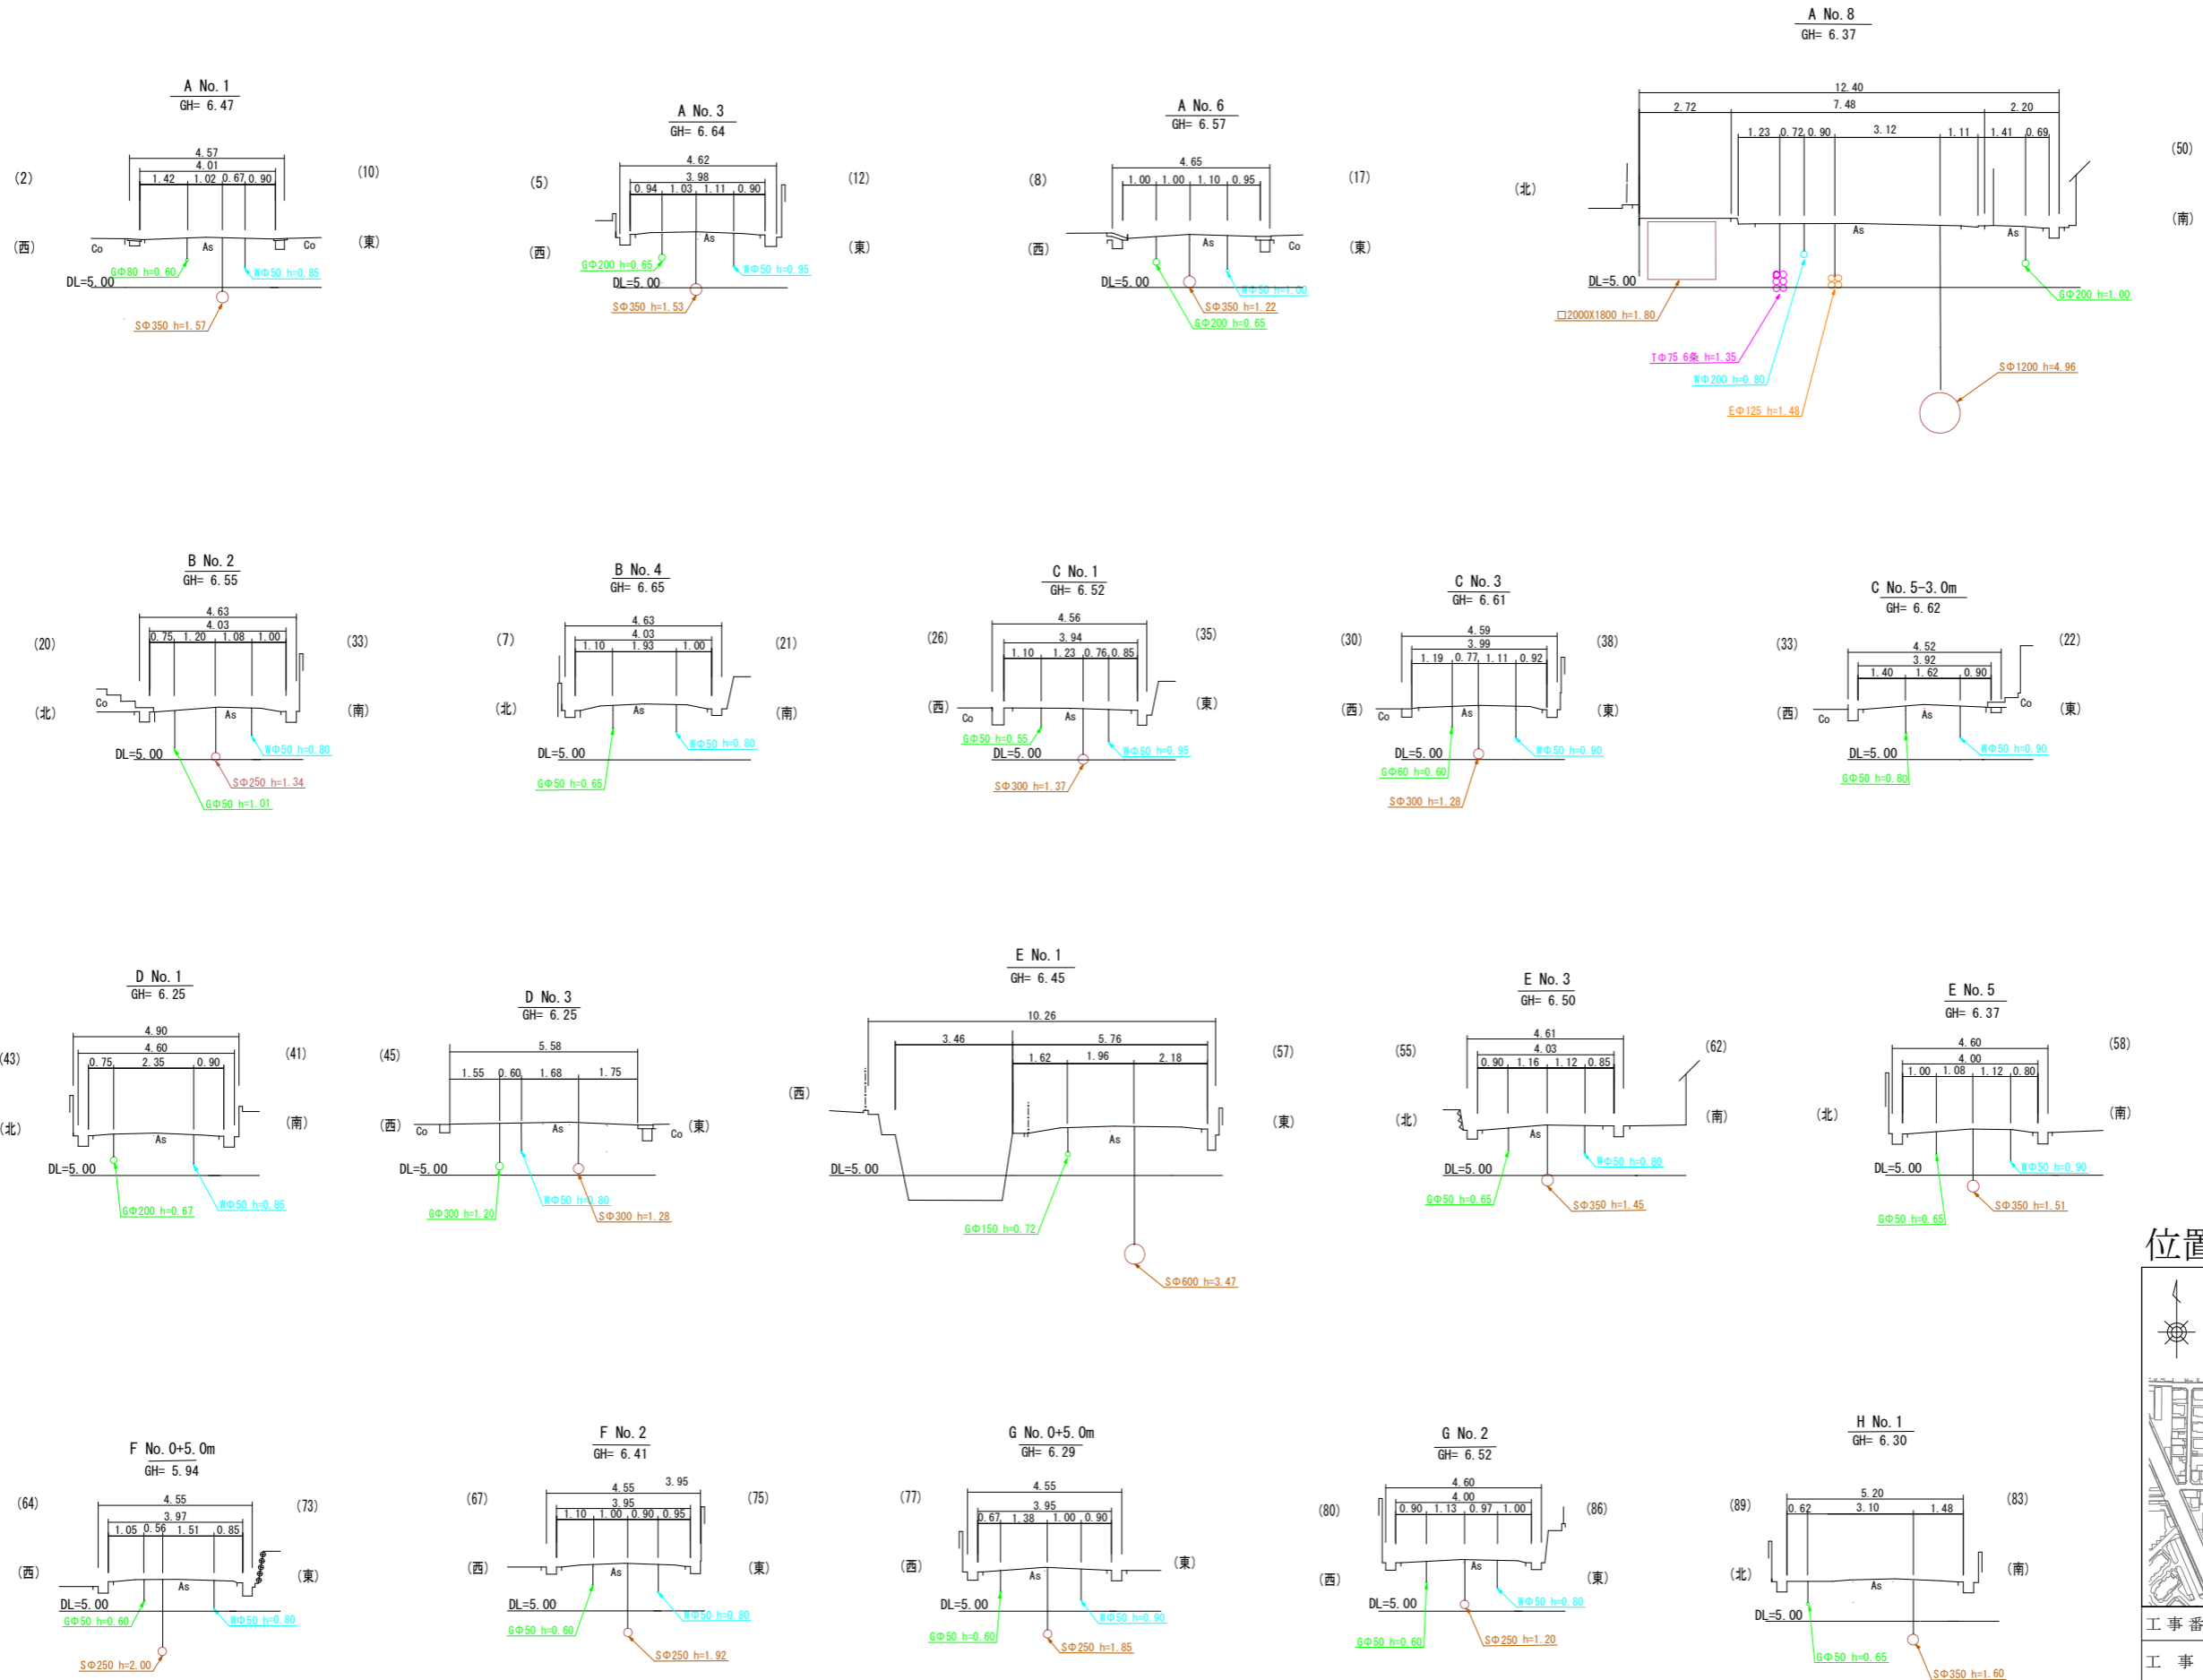 A No.1
GH= 6.47
4.57
4.01
1.42 1.02 0.67 0.90
(2) (10)
(西) Co As Co (東)
GΦ80 h=0.60 WΦ50 h=0.85
DL=5.00
SΦ350 h=1.57
A No.3
GH= 6.64
4.62
3.98
0.94 1.03 1.11 0.90
(5) (12)
(西) As (東)
GΦ200 h=0.65 WΦ50 h=0.95
DL=5.00
SΦ350 h=1.53
A No.6
GH= 6.57
4.65
1.00 1.00 1.10 0.95
(8) (17)
(西) As Co (東)
DL=5.00 WΦ50 h=1.00
SΦ350 h=1.22
GΦ200 h=0.65
A No.8
GH= 6.37
12.40
2.72 7.48 2.20
1.23 0.72 0.90 3.12 1.11 1.41 0.69
(50)
(北) (南)
As As
DL=5.00 GΦ200 h=1.00
□2000X1800 h=1.80
TΦ75 6条 h=1.35
WΦ200 h=0.80
SΦ1200 h=4.96
EΦ125 h=1.48
B No.2
GH= 6.55
4.63
4.03
0.75 1.20 1.08 1.00
(20) (33)
(北) Co As (南)
DL=5.00 WΦ50 h=0.80
SΦ250 h=1.34
GΦ50 h=1.01
B No.4
GH= 6.65
4.63
4.03
1.10 1.93 1.00
(7) (21)
(北) As (南)
DL=5.00 WΦ50 h=0.80
GΦ50 h=0.65
C No.1
GH= 6.52
4.56
3.94
1.10 1.23 0.76 0.85
(26) (35)
(西) Co As (東)
GΦ50 h=0.55 WΦ50 h=0.95
DL=5.00
SΦ300 h=1.37
C No.3
GH= 6.61
4.59
3.99
1.19 0.77 1.11 0.92
(30) (38)
(西) Co As (東)
DL=5.00 WΦ50 h=0.90
GΦ60 h=0.60
SΦ300 h=1.28
C No.5-3.0m
GH= 6.62
4.52
3.92
1.40 1.62 0.90
(33) (22)
(西) Co As Co (東)
DL=5.00 WΦ50 h=0.90
GΦ50 h=0.80
D No.1
GH= 6.25
4.90
4.60
0.75 2.35 0.90
(43) (41)
(北) As (南)
DL=5.00
GΦ200 h=0.67 WΦ50 h=0.85
D No.3
GH= 6.25
5.58
1.55 0.60 1.68 1.75
(45)
(西) Co As Co (東)
DL=5.00
WΦ50 h=0.80
GΦ300 h=1.20 SΦ300 h=1.28
E No.1
GH= 6.45
10.26
3.46 5.76
1.62 1.96 2.18
(57)
(西) As (東)
DL=5.00
GΦ150 h=0.72
SΦ600 h=3.47
E No.3
GH= 6.50
4.61
4.03
0.90 1.16 1.12 0.85
(55) (62)
(北) As (南)
DL=5.00 WΦ50 h=0.80
GΦ50 h=0.65 SΦ350 h=1.45
E No.5
GH= 6.37
4.60
4.00
1.00 1.08 1.12 0.80
(58)
(北) As (南)
DL=5.00 WΦ50 h=0.90
GΦ50 h=0.65 SΦ350 h=1.51
F No.0+5.0m
GH= 5.94
4.55
3.97
1.05 0.56 1.51 0.85
(64) (73)
(西) As (東)
DL=5.00
GΦ50 h=0.60 WΦ50 h=0.80
SΦ250 h=2.00
F No.2
GH= 6.41
4.55 3.95
3.95
1.10 1.00 0.90 0.95
(67) (75)
(西) As (東)
DL=5.00 WΦ50 h=0.80
GΦ50 h=0.60
SΦ250 h=1.92
G No.0+5.0m
GH= 6.29
4.55
3.95
0.67 1.38 1.00 0.90
(77)
(西) As (東)
DL=5.00 WΦ50 h=0.90
GΦ50 h=0.60 SΦ250 h=1.85
G No.2
GH= 6.52
4.60
4.00
0.90 1.13 0.97 1.00
(80) (86)
(西) As (東)
DL=5.00 WΦ50 h=0.80
GΦ50 h=0.60 SΦ250 h=1.20
H No.1
GH= 6.30
5.20
0.62 3.10 1.48
(89) (83)
(北) As (南)
DL=5.00
GΦ50 h=0.65
SΦ350 h=1.60
位置
工事番
工 事